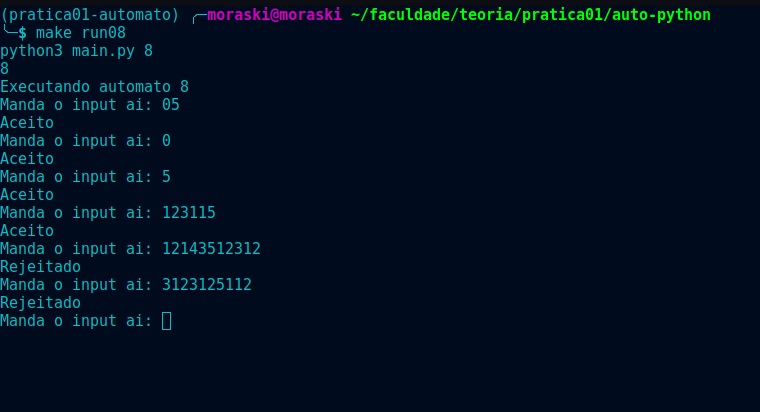 (pratica01-automato) ╭─moraski@moraski ~/faculdade/teoria/pratica01/auto-python
╰─$ make run08
python3 main.py 8
8
Executando automato 8
Manda o input ai: 05
Aceito
Manda o input ai: 0
Aceito
Manda o input ai: 5
Aceito
Manda o input ai: 123115
Aceito
Manda o input ai: 12143512312
Rejeitado
Manda o input ai: 3123125112
Rejeitado
Manda o input ai: